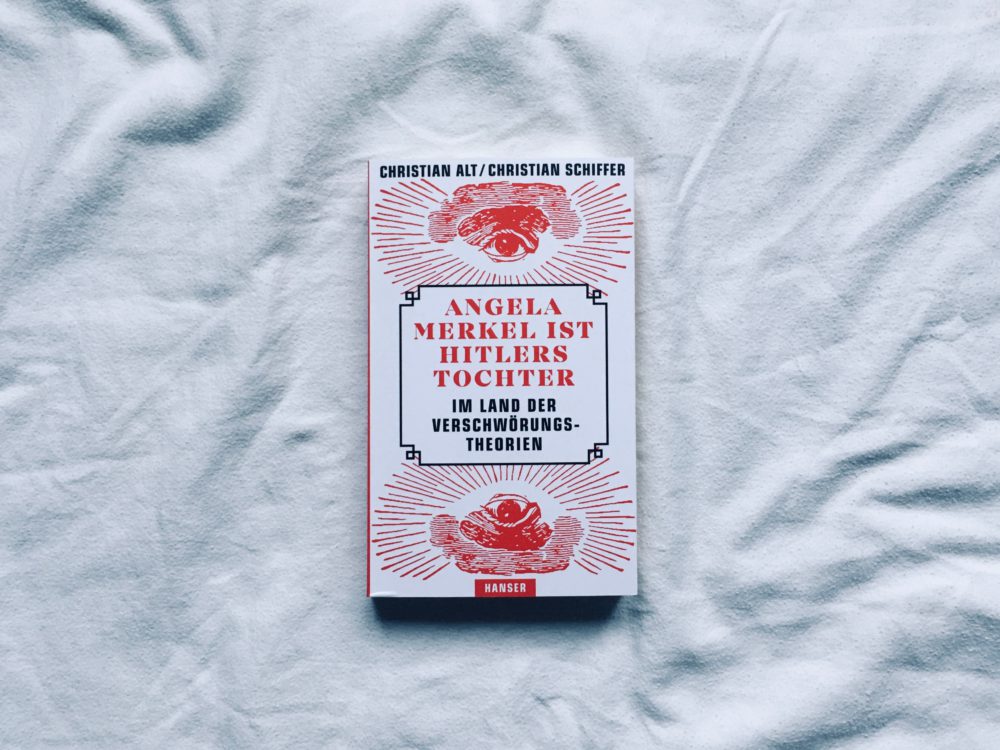 CHRISTIAN ALT/CHRISTIAN SCHIFFER
ANGELA
MERKEL IST
HITLERS
TOCHTER
IM LAND DER
VERSCHWÖRUNGS-
THEORIEN
HANSER